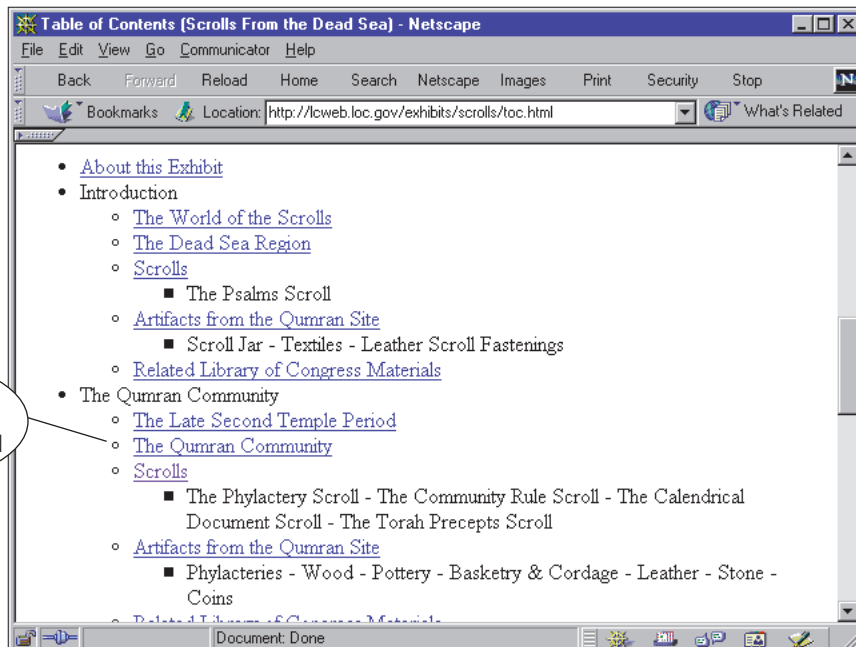 Table of Contents (Scrolls From the Dead Sea) - Netscape
File Edit View Go Communicator Help
Back Forward Reload Home Search Netscape Images Print Security Stop N
Bookmarks Location: http://lcweb.loc.gov/exhibits/scrolls/toc.html What's Related
• About this Exhibit
• Introduction
The World of the Scrolls
The Dead Sea Region
Scrolls
■ The Psalms Scroll
Artifacts from the Qumran Site
■ Scroll Jar - Textiles - Leather Scroll Fastenings
Related Library of Congress Materials
• The Qumran Community
The Late Second Temple Period
The Qumran Community
Scrolls
■ The Phylactery Scroll - The Community Rule Scroll - The Calendrical
Document Scroll - The Torah Precepts Scroll
Artifacts from the Qumran Site
■ Phylacteries - Wood - Pottery - Basketry & Cordage - Leather - Stone -
Coins
Related Library of Congress Materials
Document: Done